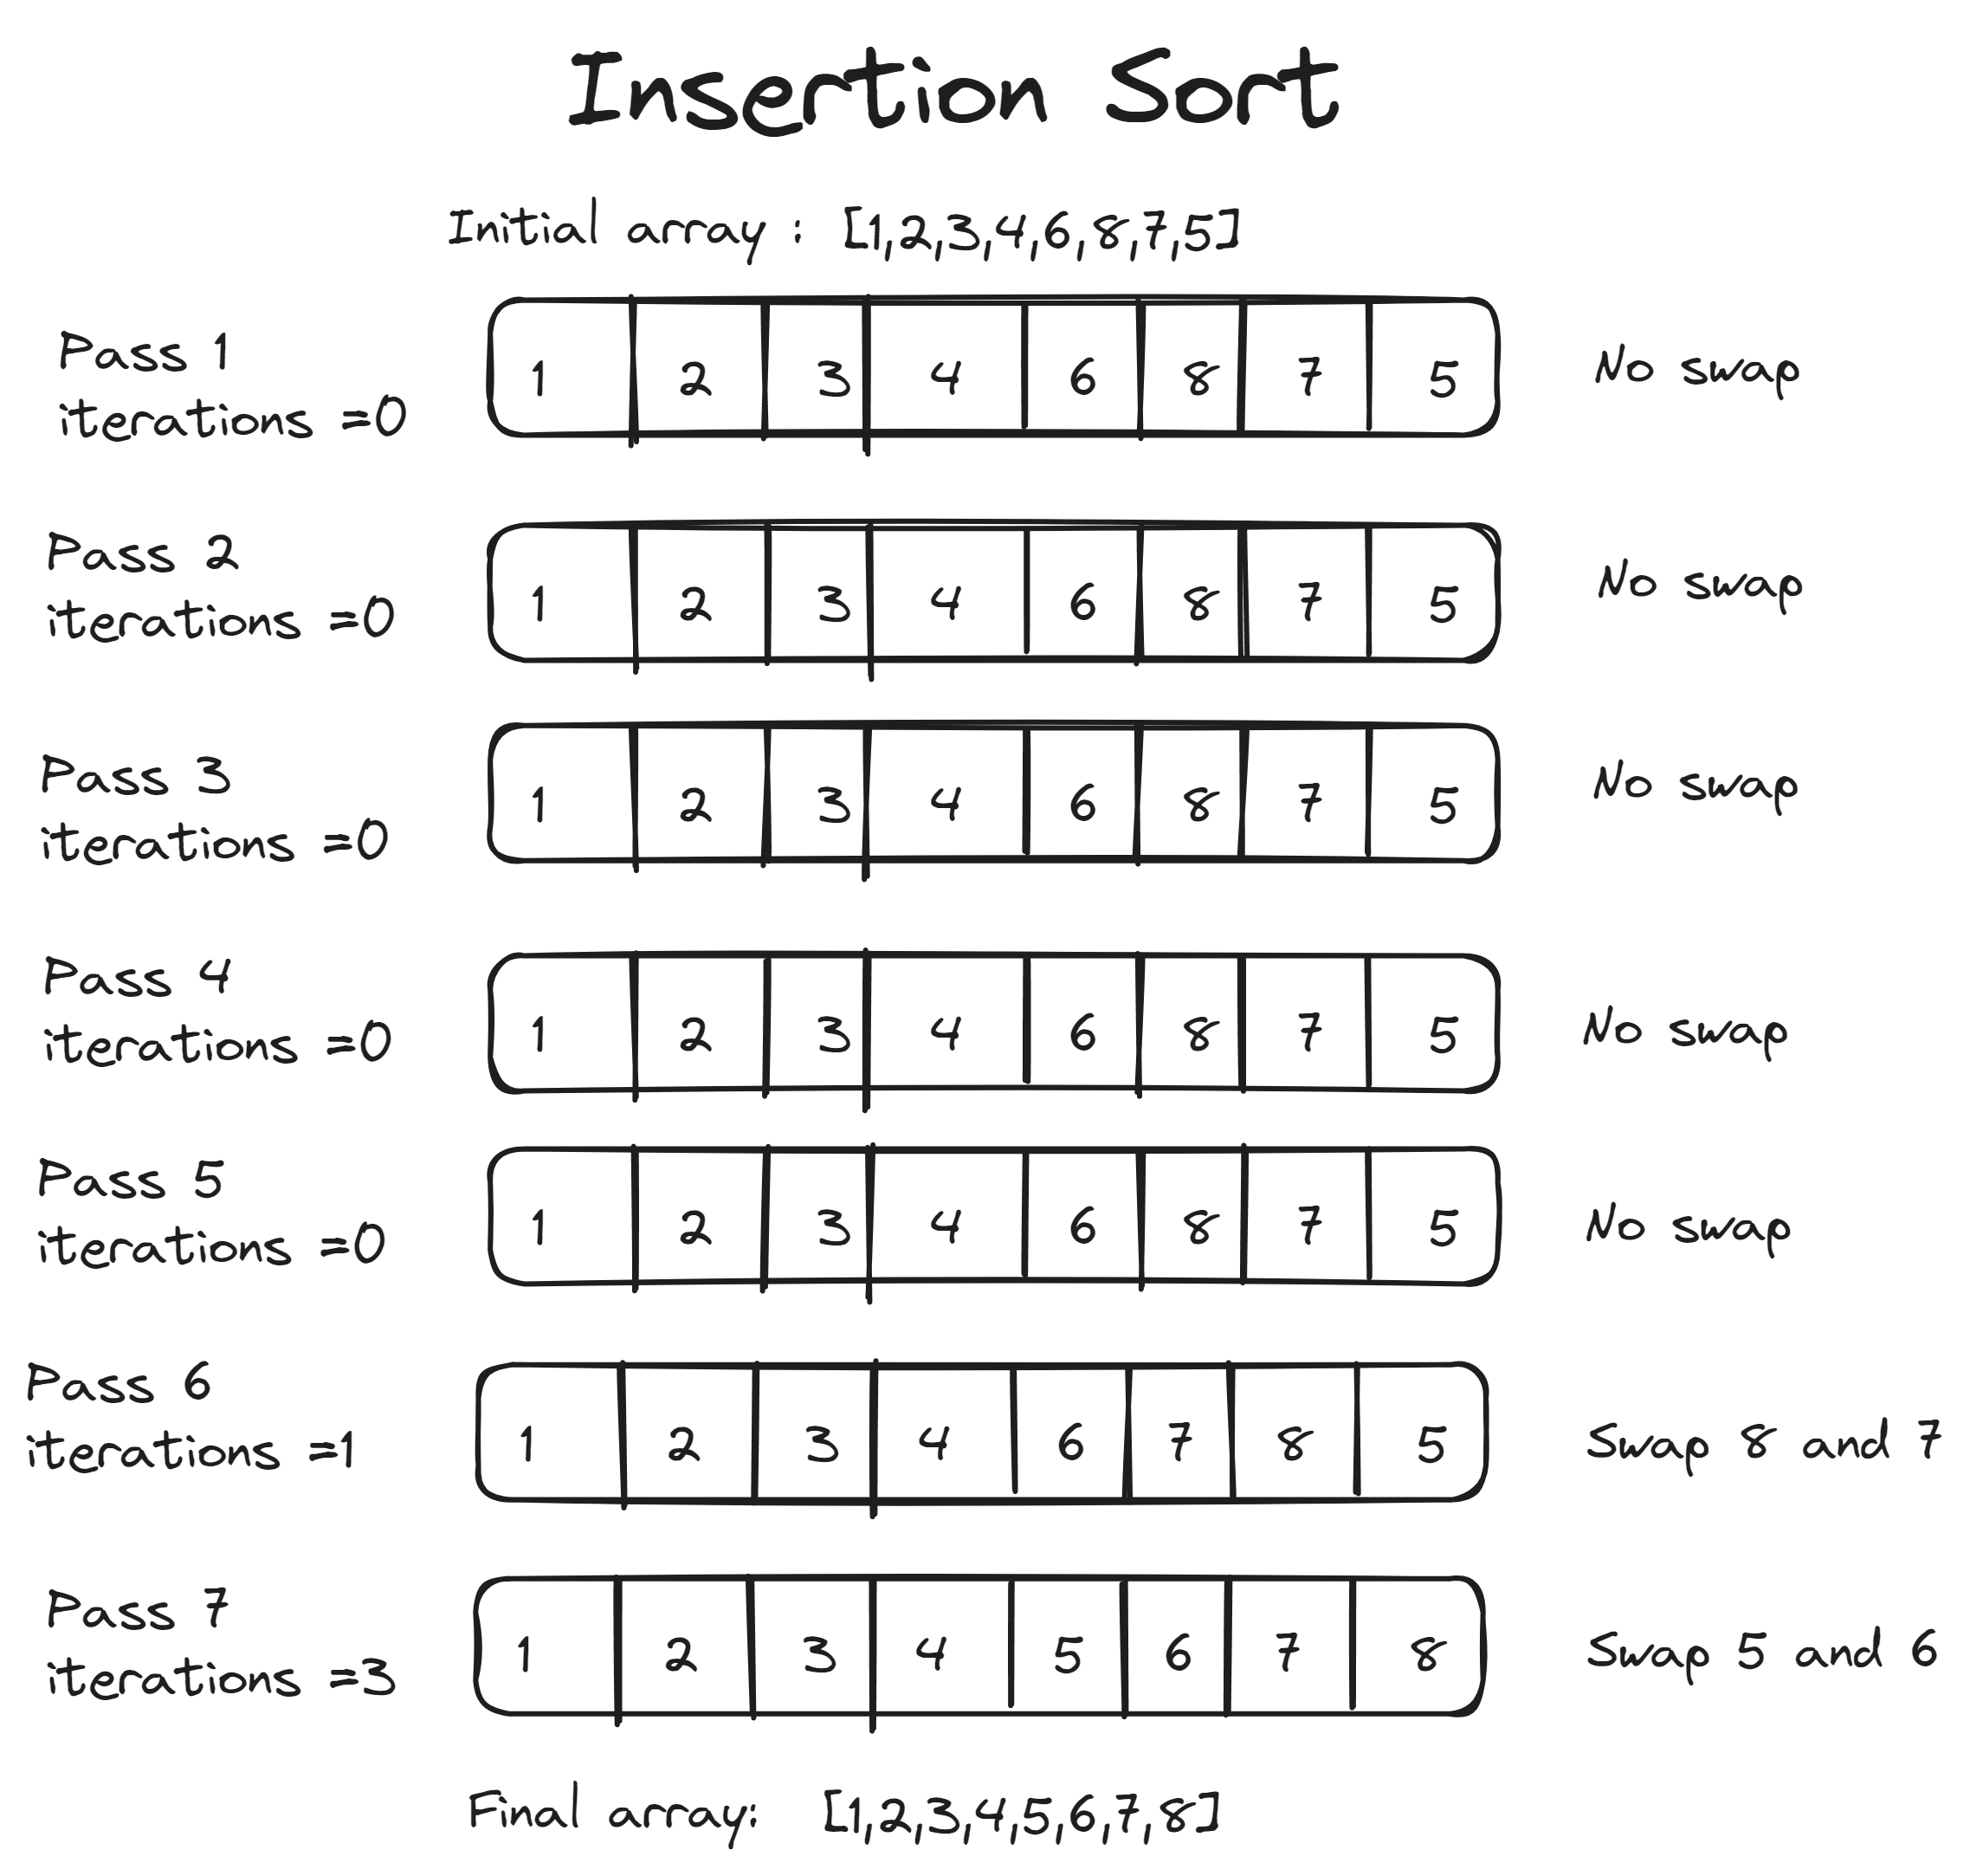 Insertion Sort
Initial array : [1,2,3,4,6,8,7,5]
Pass 1
iterations =0
1 2 3 4 6 8 7 5
No swap
Pass 2
iterations =0
1 2 3 4 6 8 7 5
No swap
Pass 3
iterations =0
1 2 3 4 6 8 7 5
No swap
Pass 4
iterations =0
1 2 3 4 6 8 7 5
No swap
Pass 5
iterations =0
1 2 3 4 6 8 7 5
No swap
Pass 6
iterations =1
1 2 3 4 6 7 8 5
Swap 8 and 7
Pass 7
iterations =3
1 2 3 4 5 6 7 8
Swap 5 and 6
Final array: [1,2,3,4,5,6,7,8]